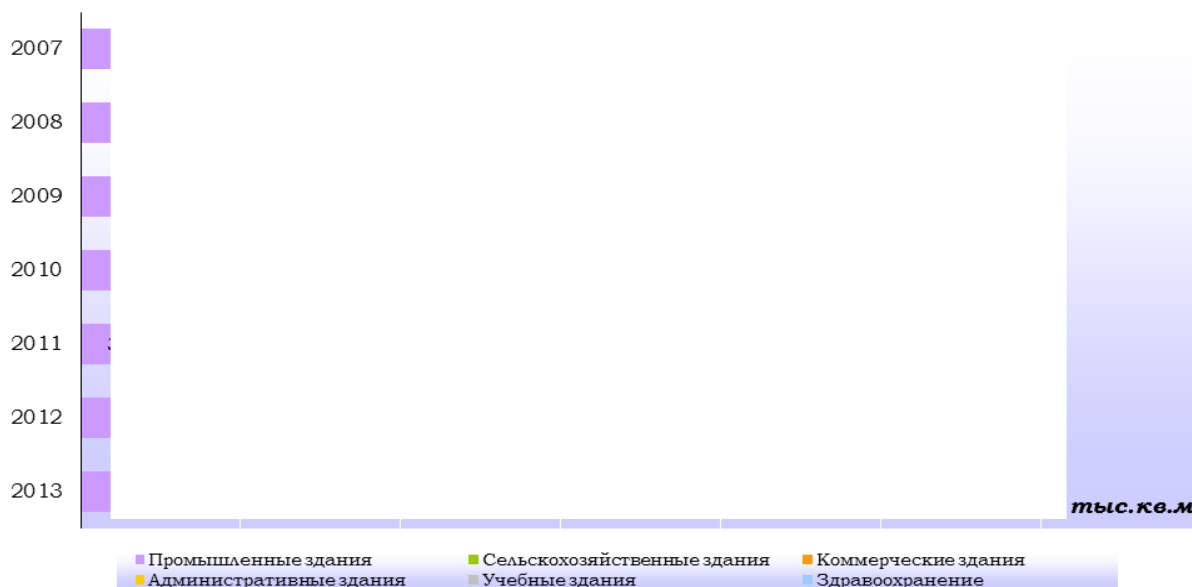 2007
2008
2009
2010
2011
2012
2013
тыс.кв.м
Промышленные здания Сельскохозяйственные здания Коммерческие здания
Административные здания Учебные здания Здравоохранение